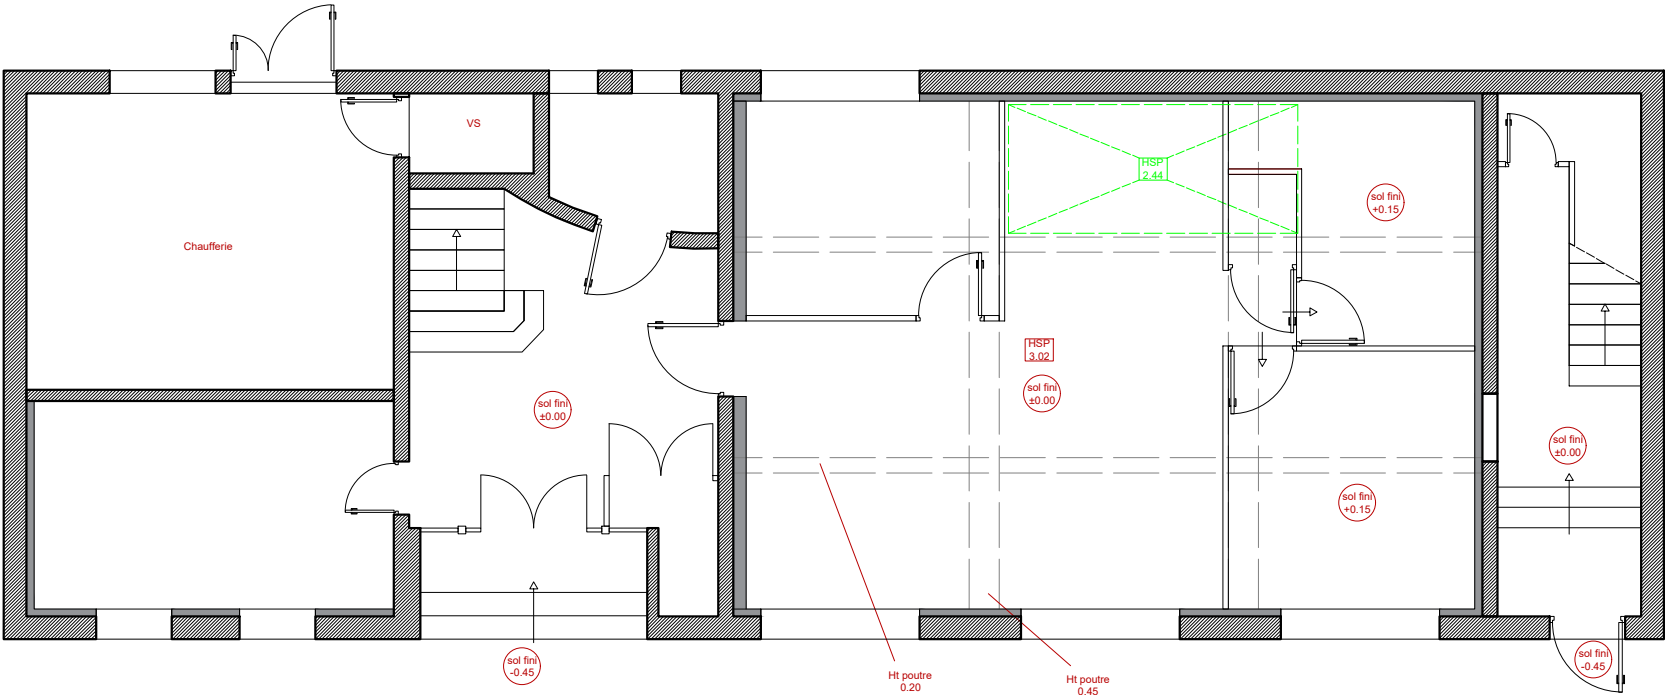 VS
HSP
2.44
sol fini
+0.15
Chaufferie
HSP
3.02
sol fini
±0.00
sol fini
±0.00
sol fini
±0.00
sol fini
+0.15
sol fini
-0.45
sol fini
-0.45
Ht poutre
0.20
Ht poutre
0.45